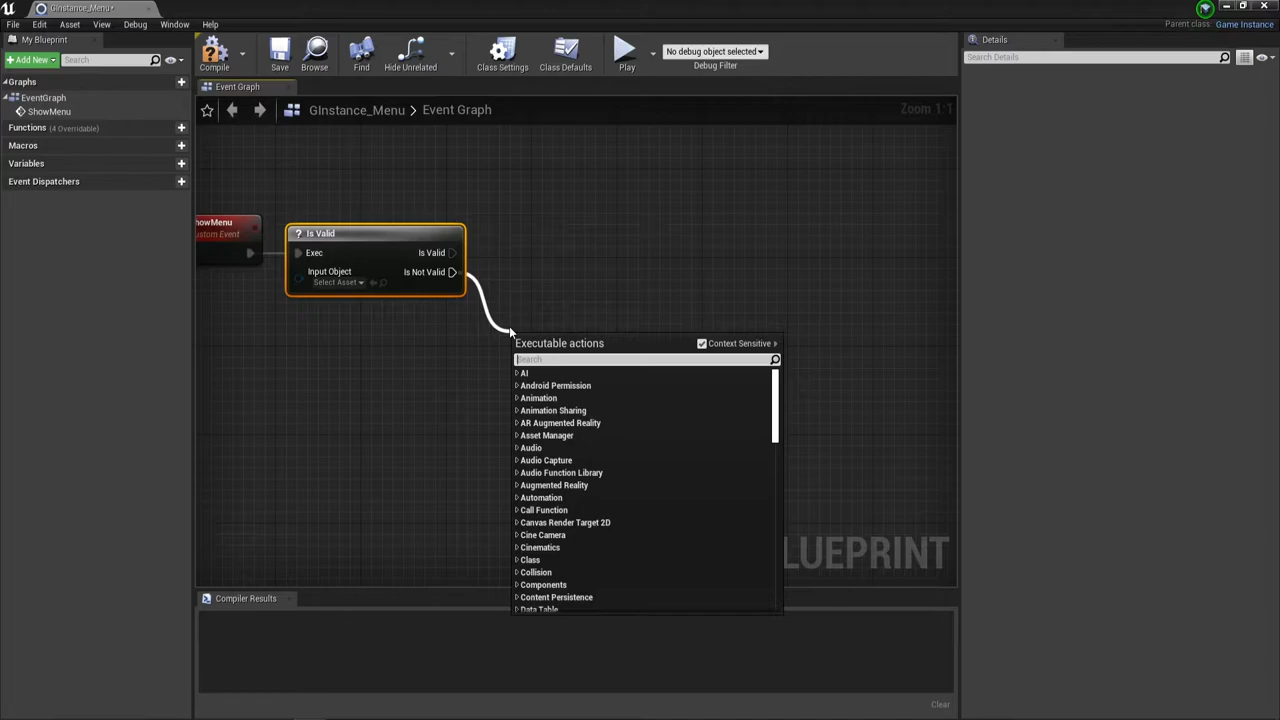 GInstance_Menu*
File Edit Asset View Debug Window Help
Parent class: Game Instance
My Blueprint
Add New
Search
Graphs
EventGraph
ShowMenu
Functions (4 Overridable)
Macros
Variables
Event Dispatchers
Compile
Save
Browse
Find
Hide Unrelated
Class Settings
Class Defaults
Play
No debug object selected
Debug Filter
Event Graph
GInstance_Menu > Event Graph
Zoom 1:1
howMenu
ustom Event
? Is Valid
Exec
Is Valid
Input Object
Select Asset
Is Not Valid
Executable actions
Context Sensitive
Search
AI
Android Permission
Animation
Animation Sharing
AR Augmented Reality
Asset Manager
Audio
Audio Capture
Audio Function Library
Augmented Reality
Automation
Call Function
Canvas Render Target 2D
Cine Camera
Cinematics
Class
Collision
Components
Content Persistence
Data Table
LUEPRINT
Compiler Results
Clear
Details
Search Details